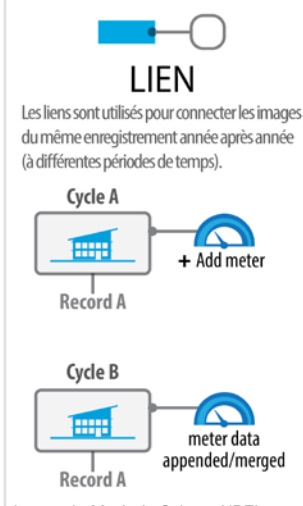 LIEN
Les liens sont utilisés pour connecter les images
du même enregistrement année après année
(à différentes périodes de temps).
Cycle A
+ Add meter
Record A
Cycle B
meter data
appended/merged
Record A